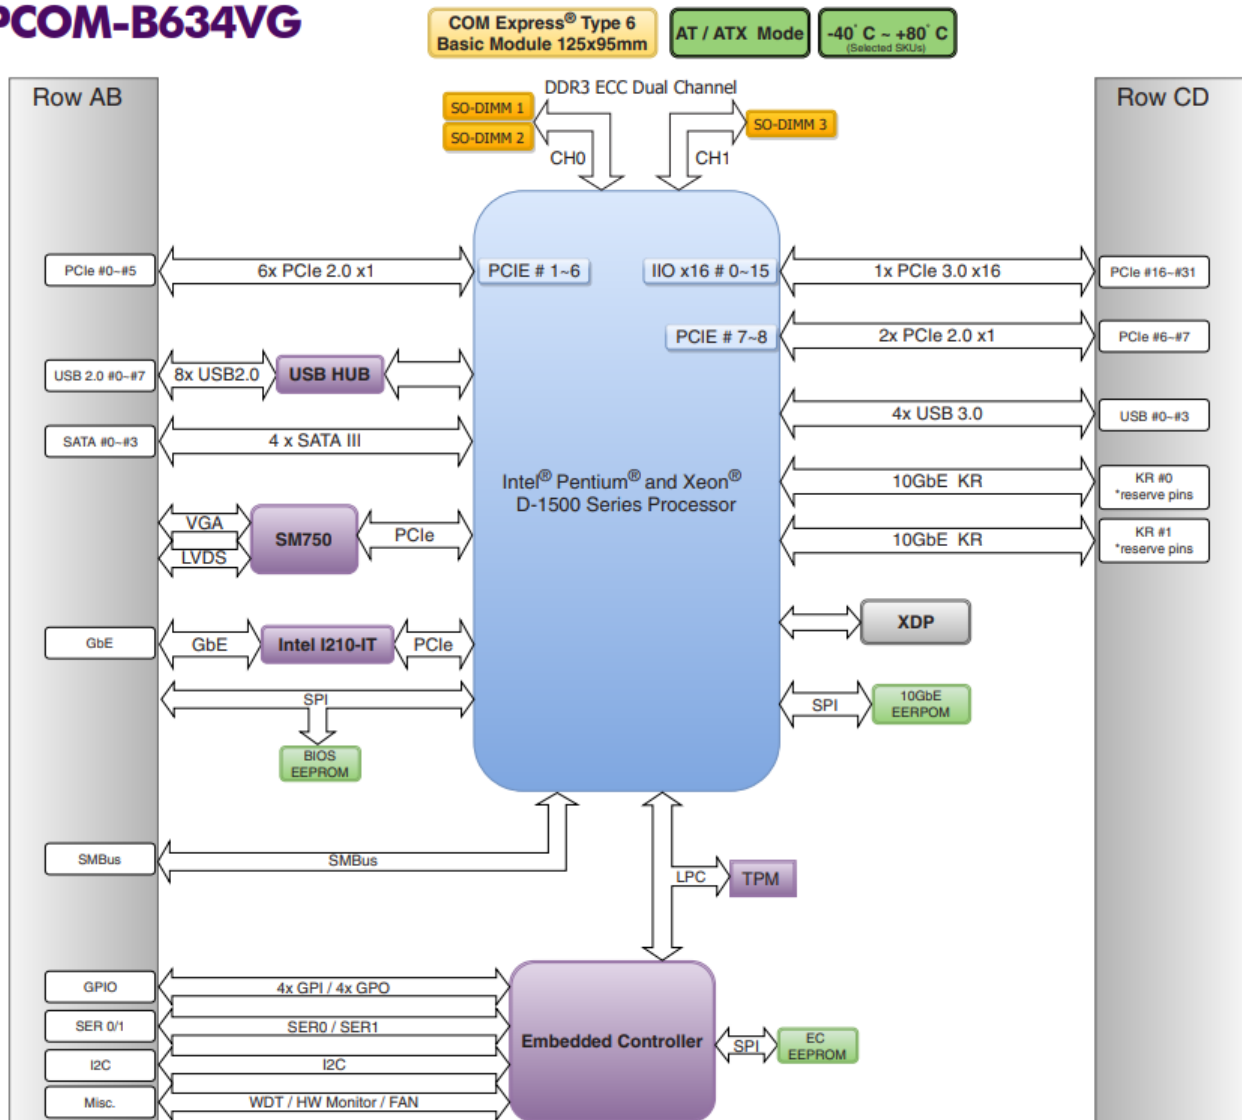 PCOM-B634VG
COM Express® Type 6
Basic Module 125x95mm
AT / ATX Mode
-40° C ~ +80° C
(Selected SKUs)
Row AB
Row CD
DDR3 ECC Dual Channel
SO-DIMM 1
SO-DIMM 2
SO-DIMM 3
CH0
CH1
PCIe #0~#5
6x PCIe 2.0 x1
PCIE # 1~6
IIO x16 # 0~15
1x PCIe 3.0 x16
PCIe #16~#31
PCIE # 7~8
2x PCIe 2.0 x1
PCIe #6~#7
USB 2.0 #0~#7
8x USB2.0
USB HUB
4x USB 3.0
USB #0~#3
SATA #0~#3
4 x SATA III
Intel® Pentium® and Xeon®
D-1500 Series Processor
10GbE KR
KR #0
*reserve pins
VGA
LVDS
SM750
PCIe
10GbE KR
KR #1
*reserve pins
GbE
GbE
Intel I210-IT
PCIe
XDP
SPI
BIOS
EEPROM
SPI
10GbE
EERPOM
SMBus
SMBus
LPC
TPM
GPIO
4x GPI / 4x GPO
SER 0/1
SER0 / SER1
I2C
I2C
Misc.
WDT / HW Monitor / FAN
Embedded Controller
SPI
EC
EEPROM